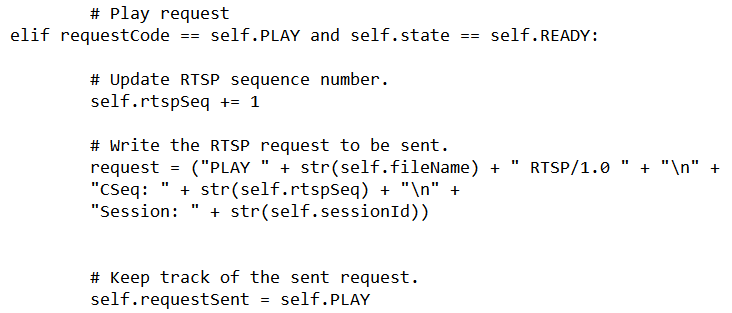 # Play request
elif requestCode == self.PLAY and self.state == self.READY:
# Update RTSP sequence number.
self.rtspSeq += 1
# Write the RTSP request to be sent.
request = ("PLAY " + str(self.fileName) + " RTSP/1.0 " + "\n" +
"CSeq: " + str(self.rtspSeq) + "\n" +
"Session: " + str(self.sessionId))
# Keep track of the sent request.
self.requestSent = self.PLAY